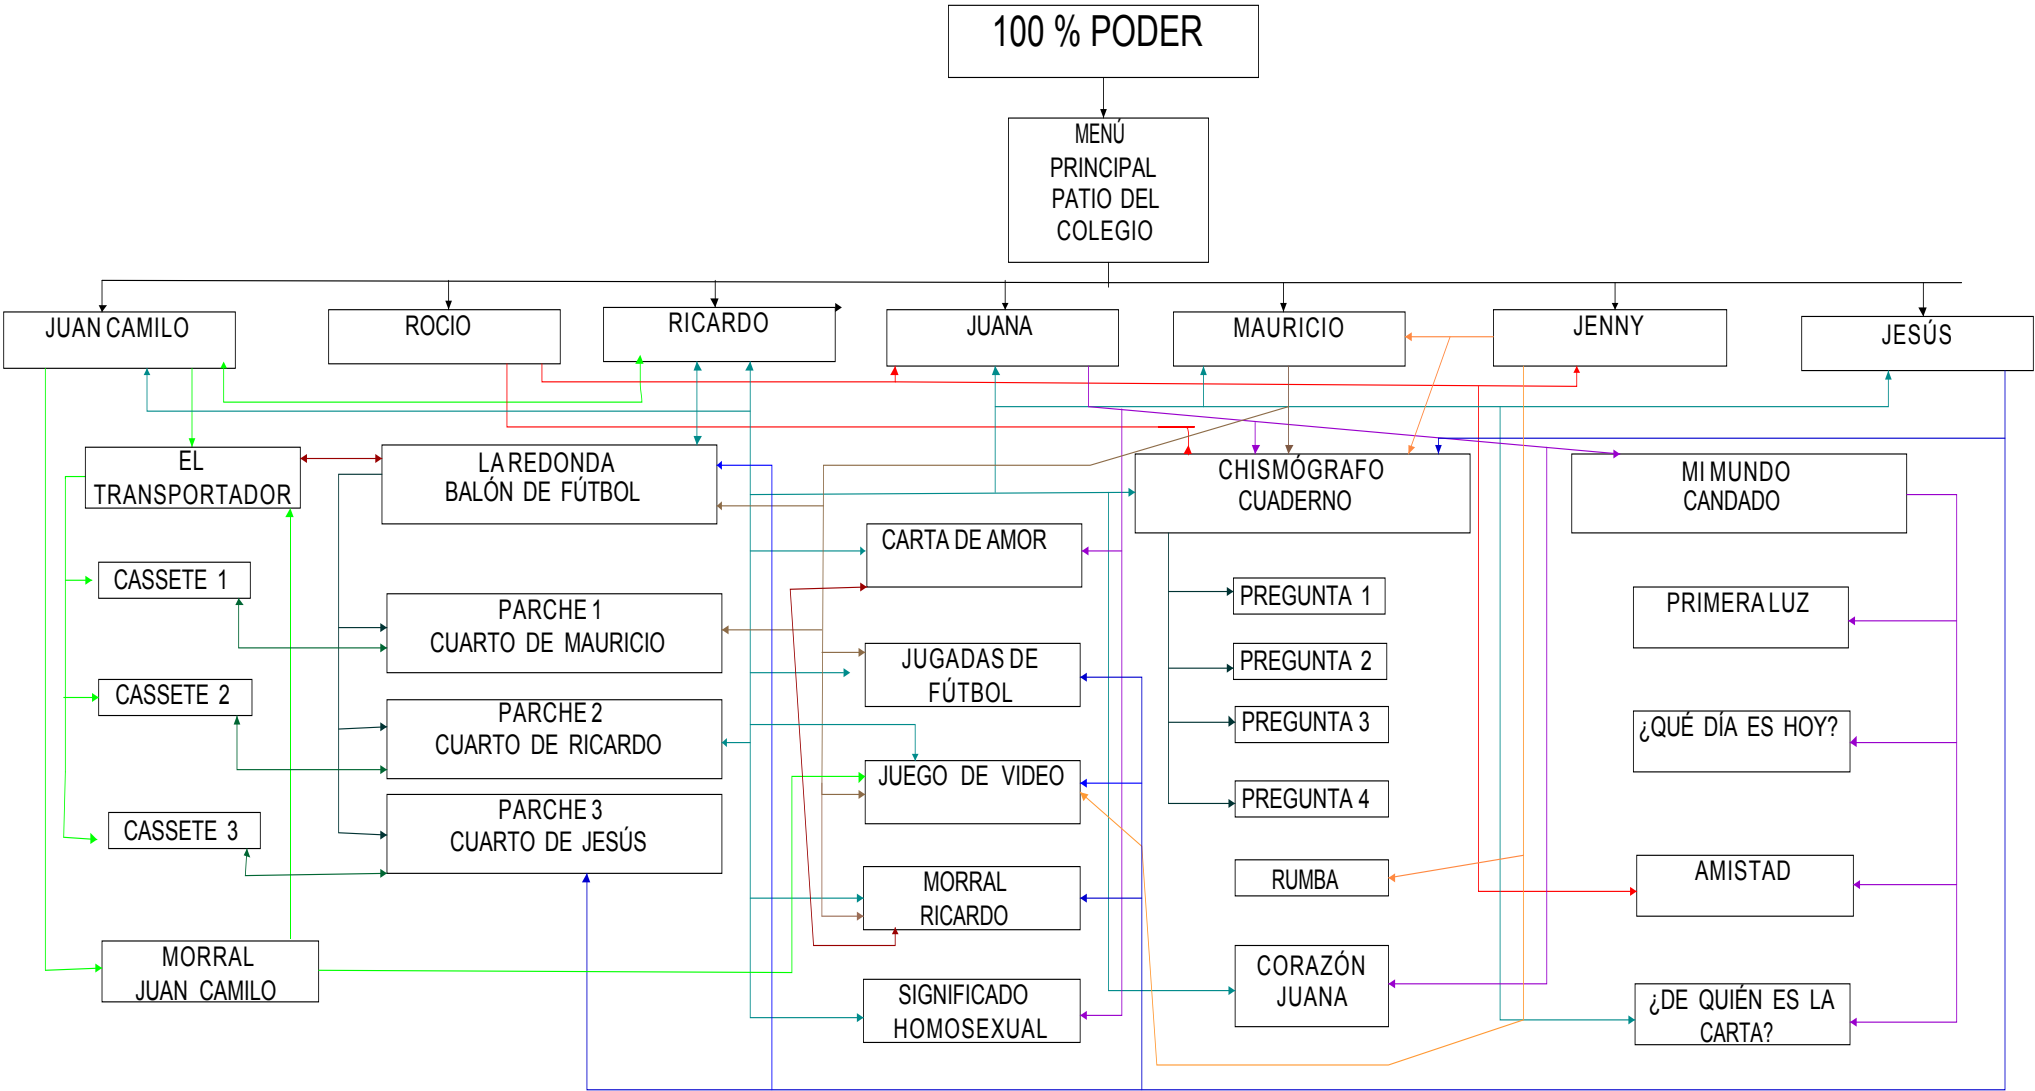 100 % PODER
MENÚ
PRINCIPAL
PATIO DEL
COLEGIO
JUAN CAMILO
ROCIO
RICARDO
JUANA
MAURICIO
JENNY
JESÚS
EL
TRANSPORTADOR
LA REDONDA
BALÓN DE FÚTBOL
CHISMÓGRAFO
CUADERNO
MI MUNDO
CANDADO
CARTA DE AMOR
CASSETE 1
PARCHE 1
CUARTO DE MAURICIO
PREGUNTA 1
PRIMERA LUZ
JUGADAS DE
FÚTBOL
PREGUNTA 2
CASSETE 2
PARCHE 2
CUARTO DE RICARDO
PREGUNTA 3
¿QUÉ DÍA ES HOY?
JUEGO DE VIDEO
PREGUNTA 4
CASSETE 3
PARCHE 3
CUARTO DE JESÚS
MORRAL
RICARDO
RUMBA
AMISTAD
MORRAL
JUAN CAMILO
SIGNIFICADO
HOMOSEXUAL
CORAZÓN
JUANA
¿DE QUIÉN ES LA
CARTA?